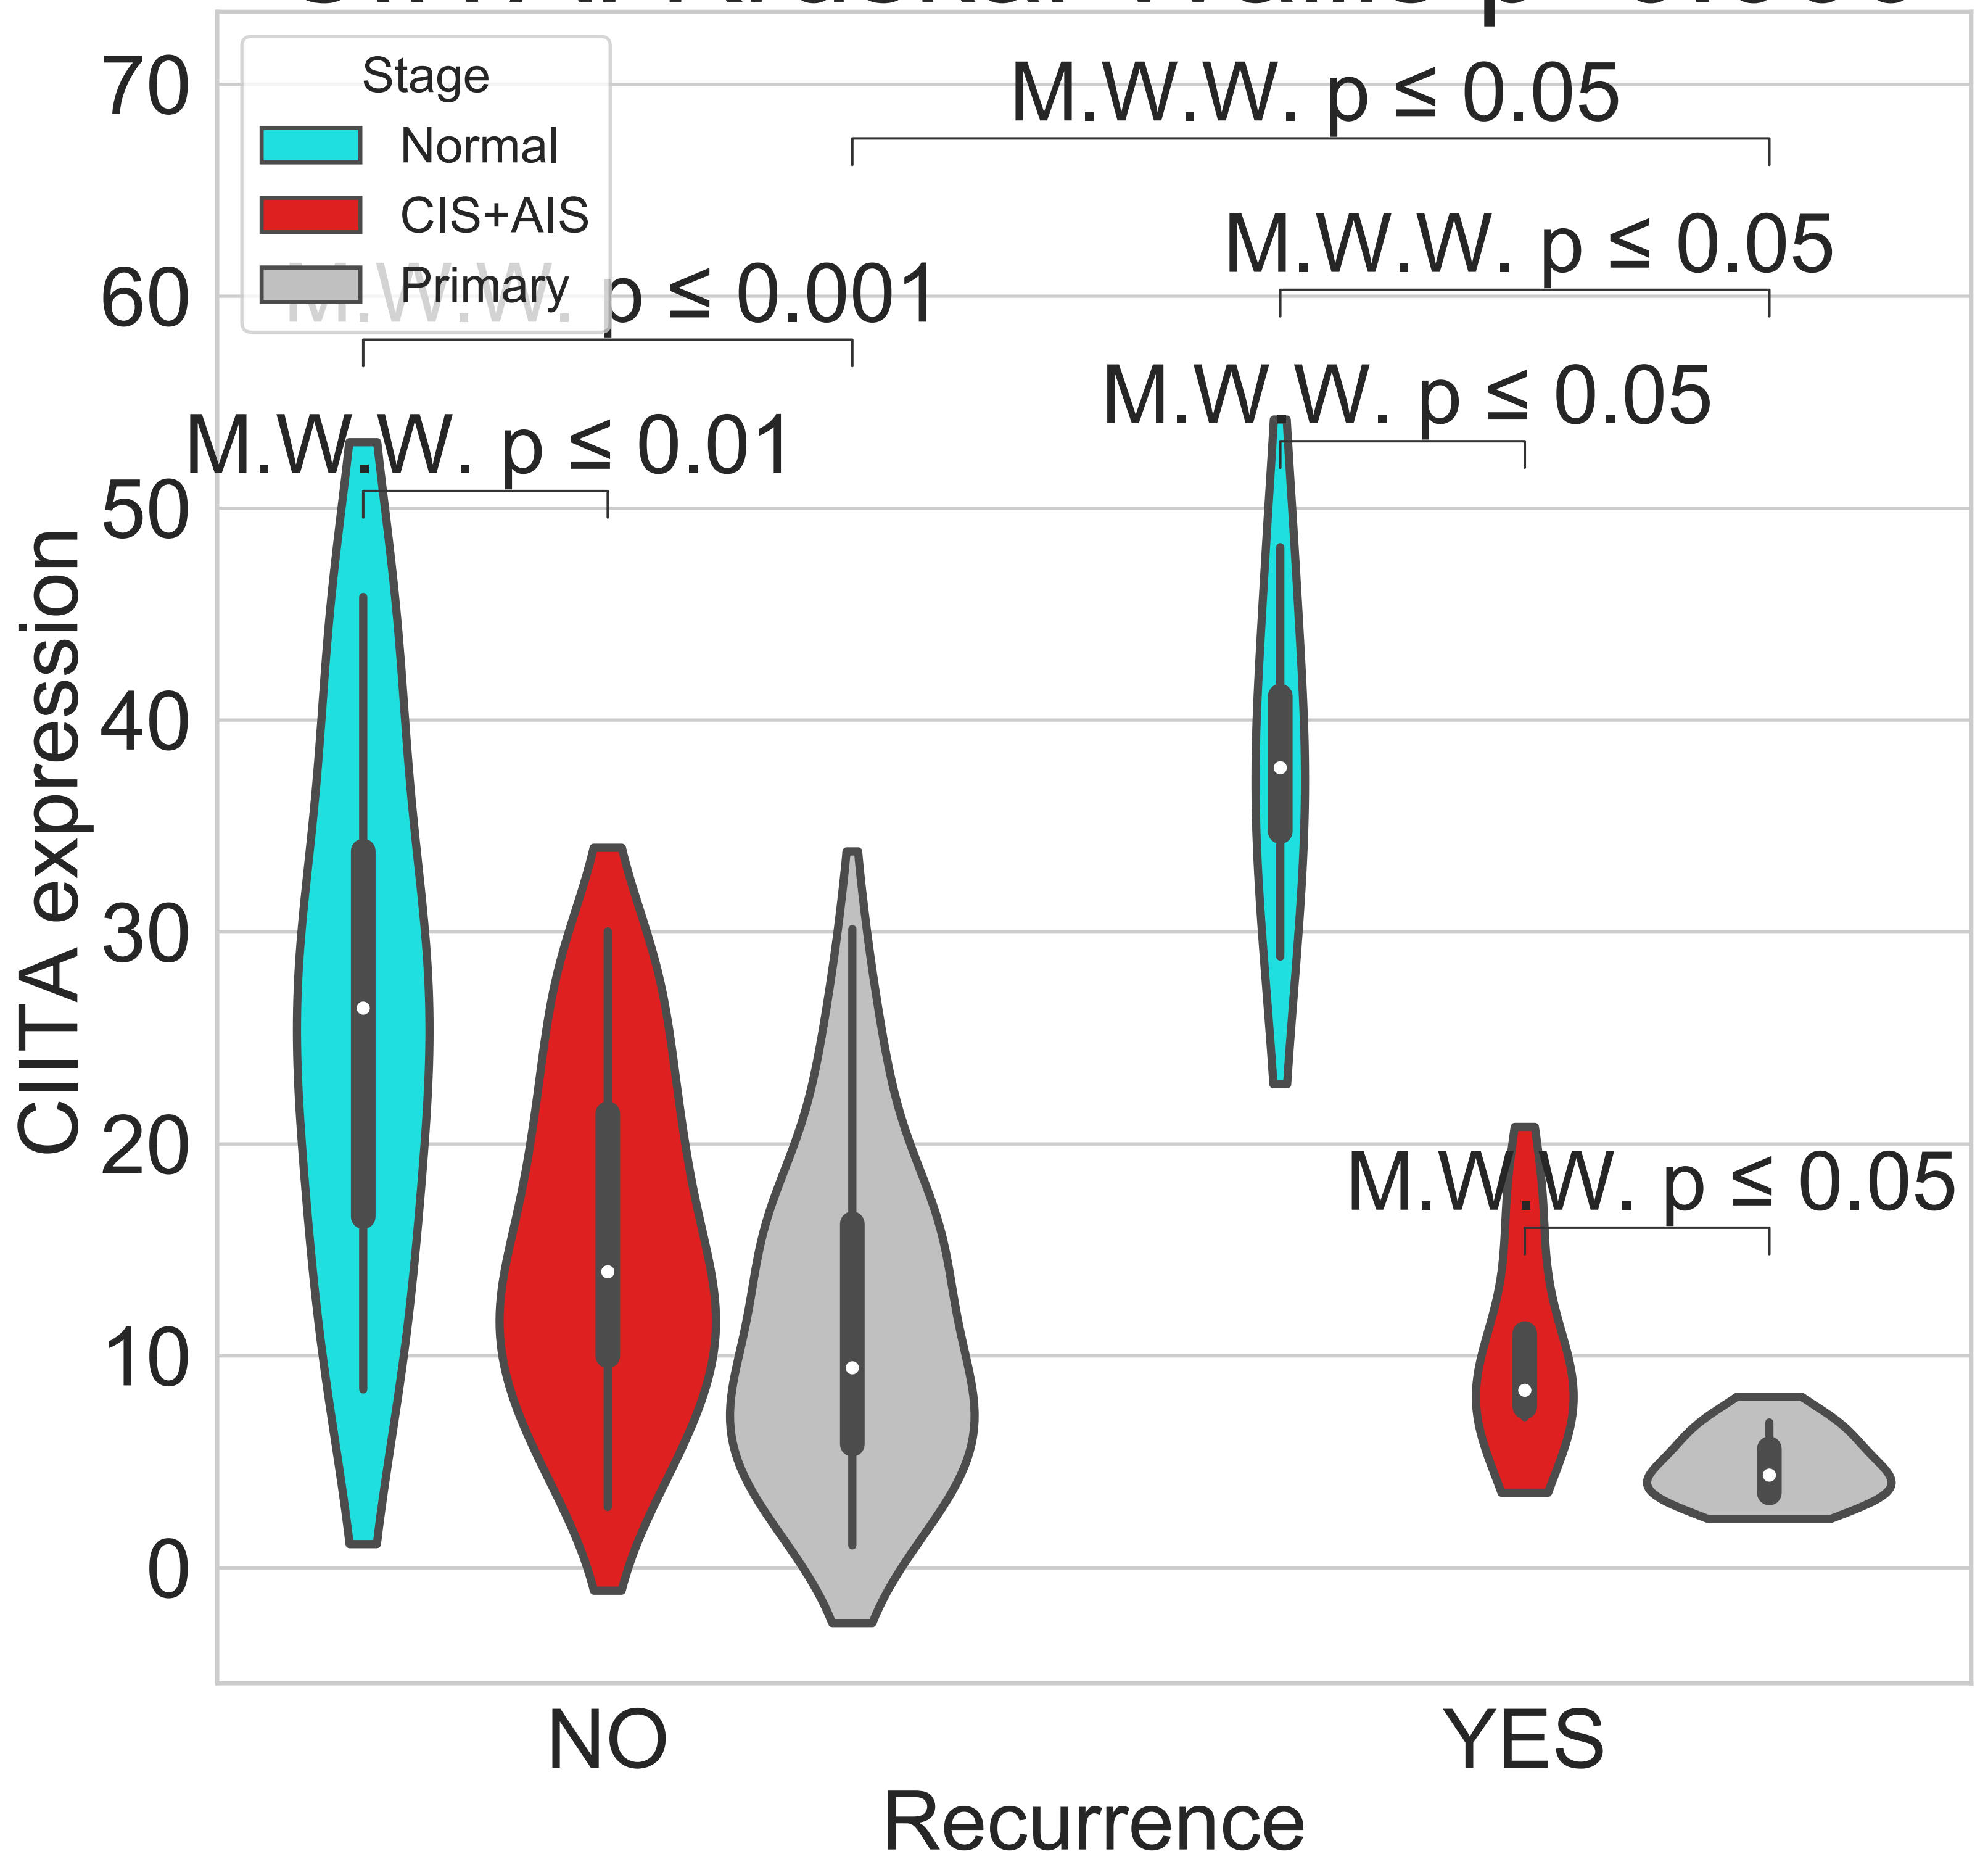 70
60
50
40
30
20
10
0
CIITA expression
Stage
Normal
CIS+AIS
Primary
M.W.W. p ≤ 0.05
M.W.W. p ≤ 0.05
M.W.W. p ≤ 0.001
M.W.W. p ≤ 0.05
M.W.W. p ≤ 0.01
M.W.W. p ≤ 0.05
NO
YES
Recurrence